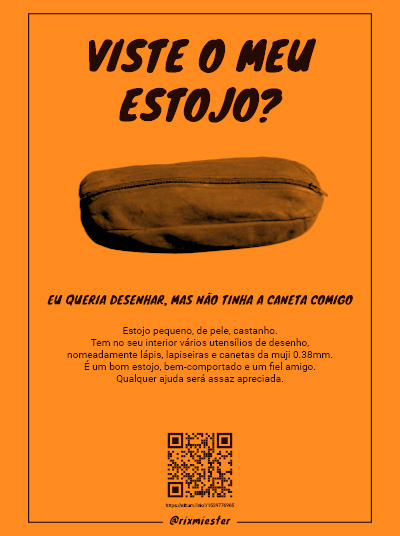 VISTE O MEU
ESTOJO?
EU QUERIA DESENHAR, MAS NÃO TINHA A CANETA COMIGO
Estojo pequeno, de pele, castanho.
Tem no seu interior vários utensílios de desenho,
nomeadamente lápis, lapiseiras e canetas da muji 0.38mm.
É um bom estojo, bem-comportado e um fiel amigo.
Qualquer ajuda será assaz apreciada.
@rixmiester